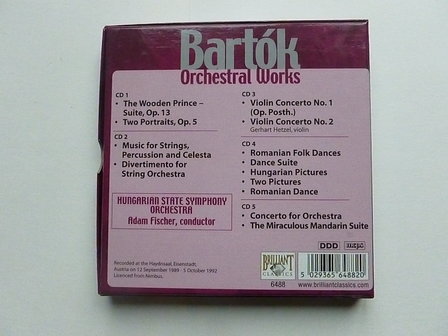 Bartók
Orchestral Works
CD 1
• The Wooden Prince –
Suite, Op. 13
• Two Portraits, Op. 5
CD 2
• Music for Strings,
Percussion and Celesta
• Divertimento for
String Orchestra
HUNGARIAN STATE SYMPHONY
ORCHESTRA
Adam Fischer, conductor
CD 3
• Violin Concerto No. 1
(Op. Posth.)
• Violin Concerto No. 2
Gerhart Hetzel, violin
CD 4
• Romanian Folk Dances
• Dance Suite
• Hungarian Pictures
• Two Pictures
• Romanian Dance
CD 5
• Concerto for Orchestra
• The Miraculous Mandarin Suite
Recorded at the Haydnsaal, Eisenstadt,
Austria on 12 September 1989 - 5 October 1992
Licenced from Nimbus.
DDD
BRILLIANT
CLASSICS
6488
5 029365 648820
www.brilliantclassics.com